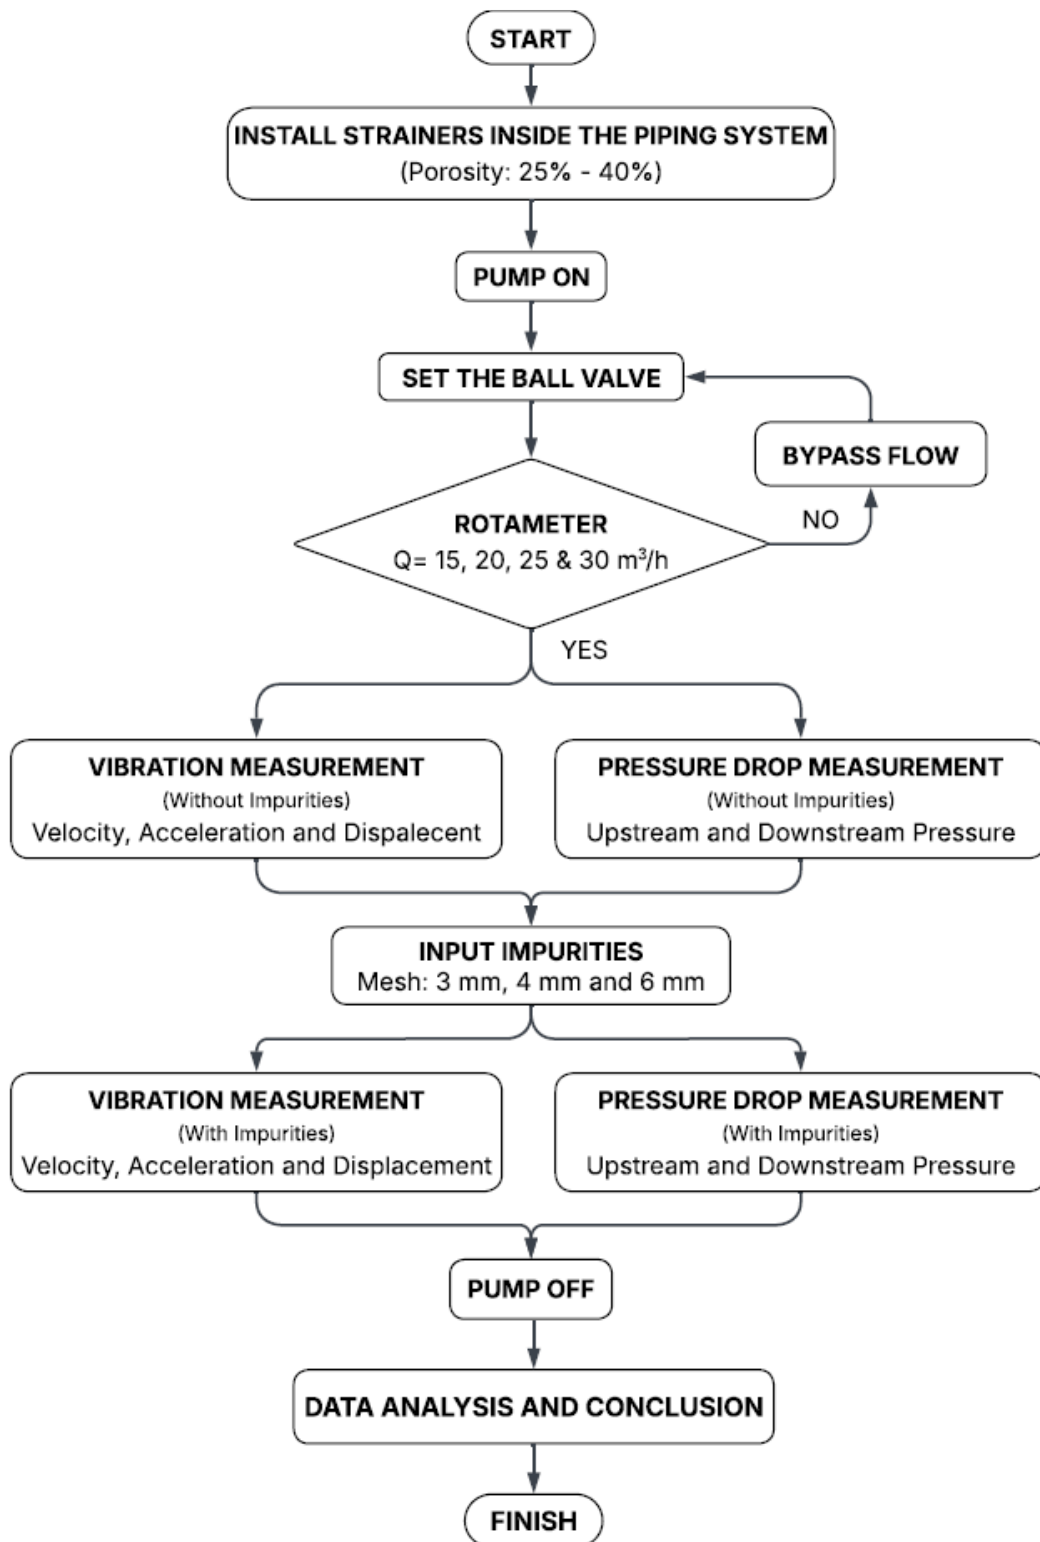 START
INSTALL STRAINERS INSIDE THE PIPING SYSTEM
(Porosity: 25% - 40%)
PUMP ON
SET THE BALL VALVE
BYPASS FLOW
ROTAMETER
Q= 15, 20, 25 & 30 m³/h
NO
YES
VIBRATION MEASUREMENT
(Without Impurities)
Velocity, Acceleration and Dispalecent
PRESSURE DROP MEASUREMENT
(Without Impurities)
Upstream and Downstream Pressure
INPUT IMPURITIES
Mesh: 3 mm, 4 mm and 6 mm
VIBRATION MEASUREMENT
(With Impurities)
Velocity, Acceleration and Displacement
PRESSURE DROP MEASUREMENT
(With Impurities)
Upstream and Downstream Pressure
PUMP OFF
DATA ANALYSIS AND CONCLUSION
FINISH